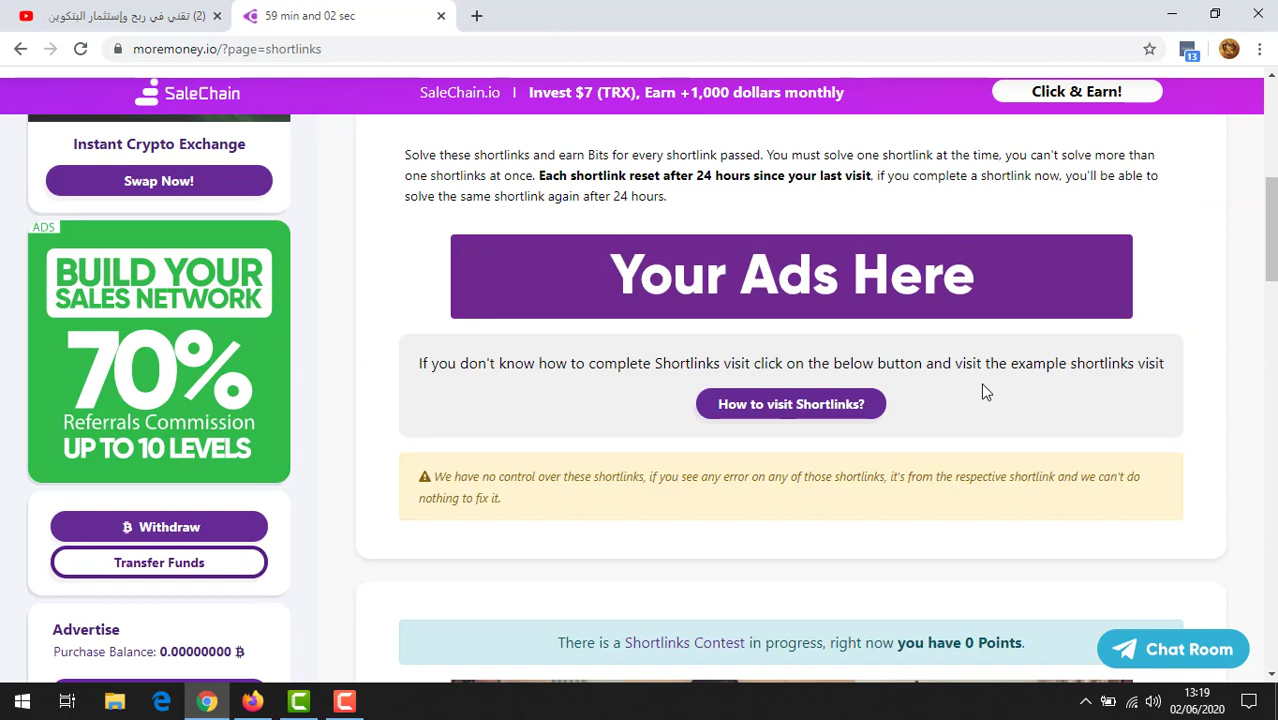 (2) تقني في ربح وإستثمار البتكوين
59 min and 02 sec
moremoney.io/?page=shortlinks
13
SaleChain
SaleChain.io | Invest $7 (TRX), Earn +1,000 dollars monthly
Click & Earn!
Instant Crypto Exchange
Swap Now!
ADS
BUILD YOUR
SALES NETWORK
70%
Referrals Commission
UP TO 10 LEVELS
Withdraw
Transfer Funds
Advertise
Purchase Balance: 0.00000000 ₿
Solve these shortlinks and earn Bits for every shortlink passed. You must solve one shortlink at the time, you can't solve more than
one shortlinks at once. Each shortlink reset after 24 hours since your last visit, if you complete a shortlink now, you'll be able to
solve the same shortlink again after 24 hours.
Your Ads Here
If you don't know how to complete Shortlinks visit click on the below button and visit the example shortlinks visit
How to visit Shortlinks?
We have no control over these shortlinks, if you see any error on any of those shortlinks, it's from the respective shortlink and we can't do
nothing to fix it.
There is a Shortlinks Contest in progress, right now you have 0 Points.
Chat Room
13:19
02/06/2020